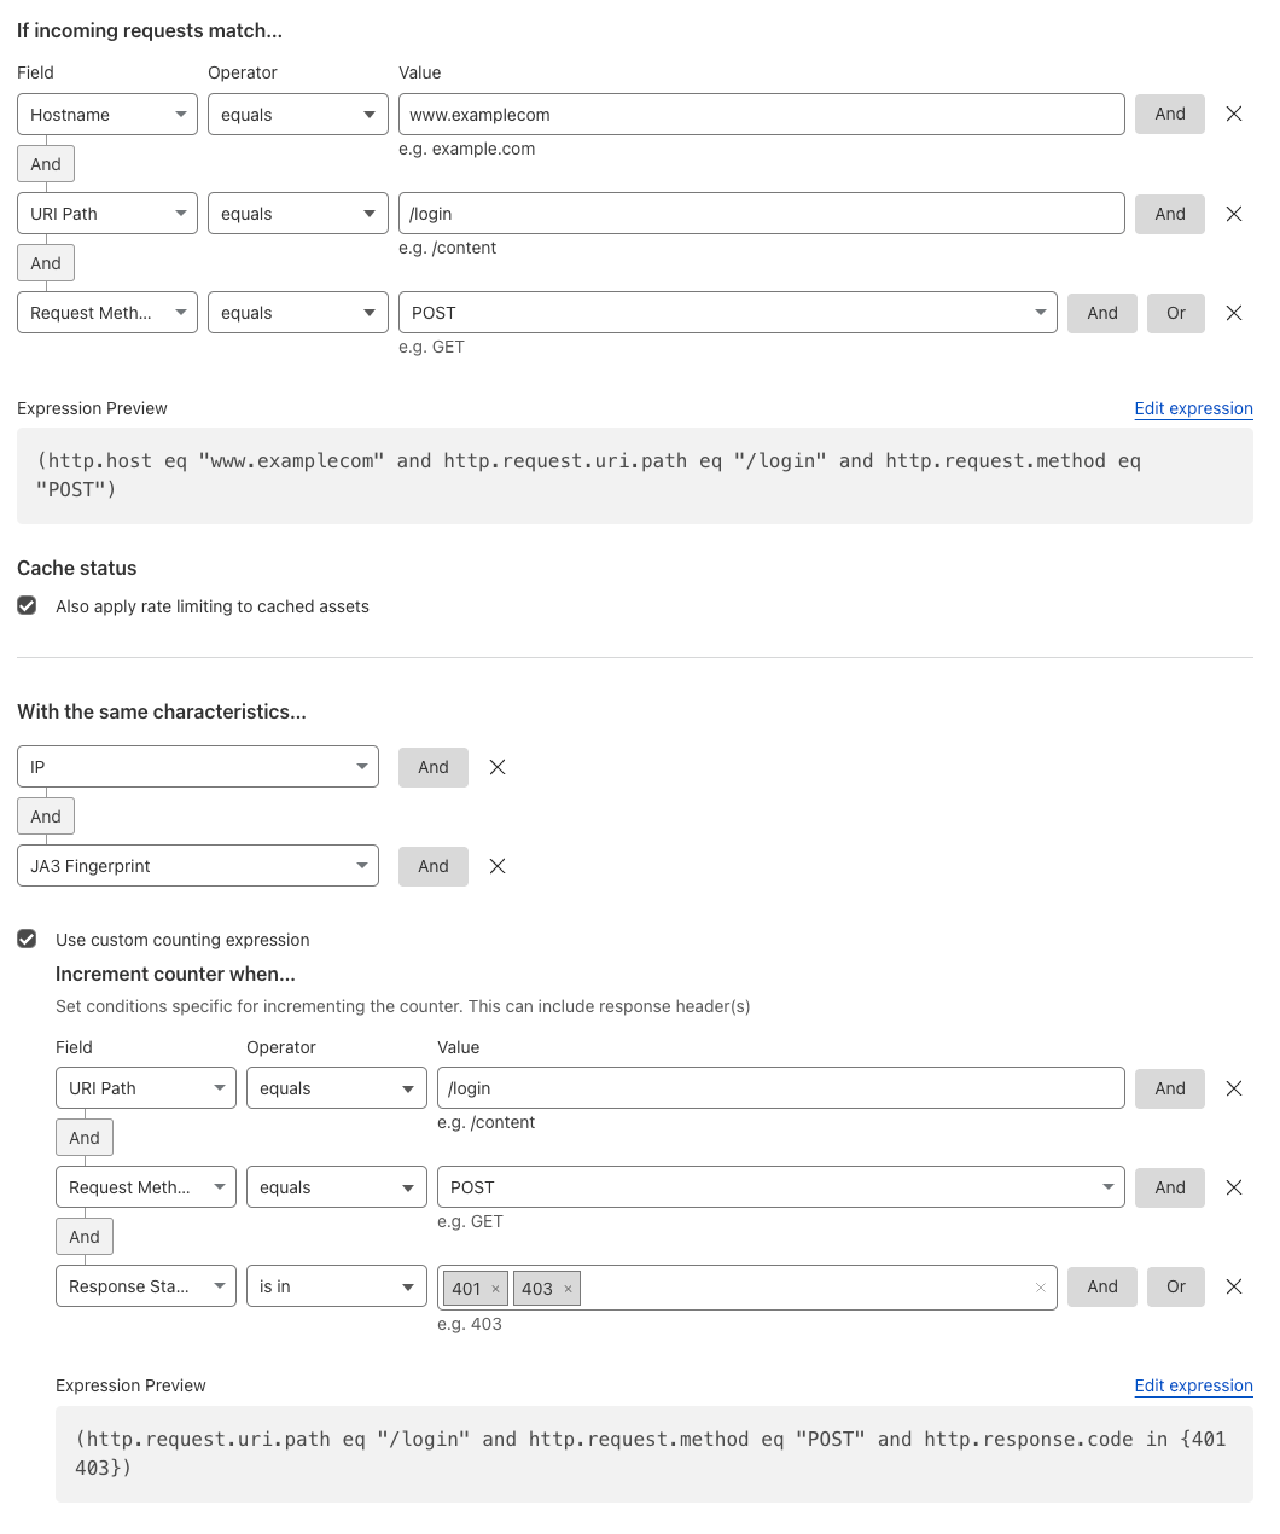 If incoming requests match...
Field Operator Value
Hostname equals www.examplecom And
e.g. example.com
And
URI Path equals /login And
e.g. /content
And
Request Meth... equals POST And Or
e.g. GET
Expression Preview Edit expression
(http.host eq "www.examplecom" and http.request.uri.path eq "/login" and http.request.method eq
"POST")
Cache status
Also apply rate limiting to cached assets
With the same characteristics...
IP And
And
JA3 Fingerprint And
Use custom counting expression
Increment counter when...
Set conditions specific for incrementing the counter. This can include response header(s)
Field Operator Value
URI Path equals /login And
e.g. /content
And
Request Meth... equals POST And
e.g. GET
And
Response Sta... is in 401 × 403 × And Or
e.g. 403
Expression Preview Edit expression
(http.request.uri.path eq "/login" and http.request.method eq "POST" and http.response.code in {401
403})